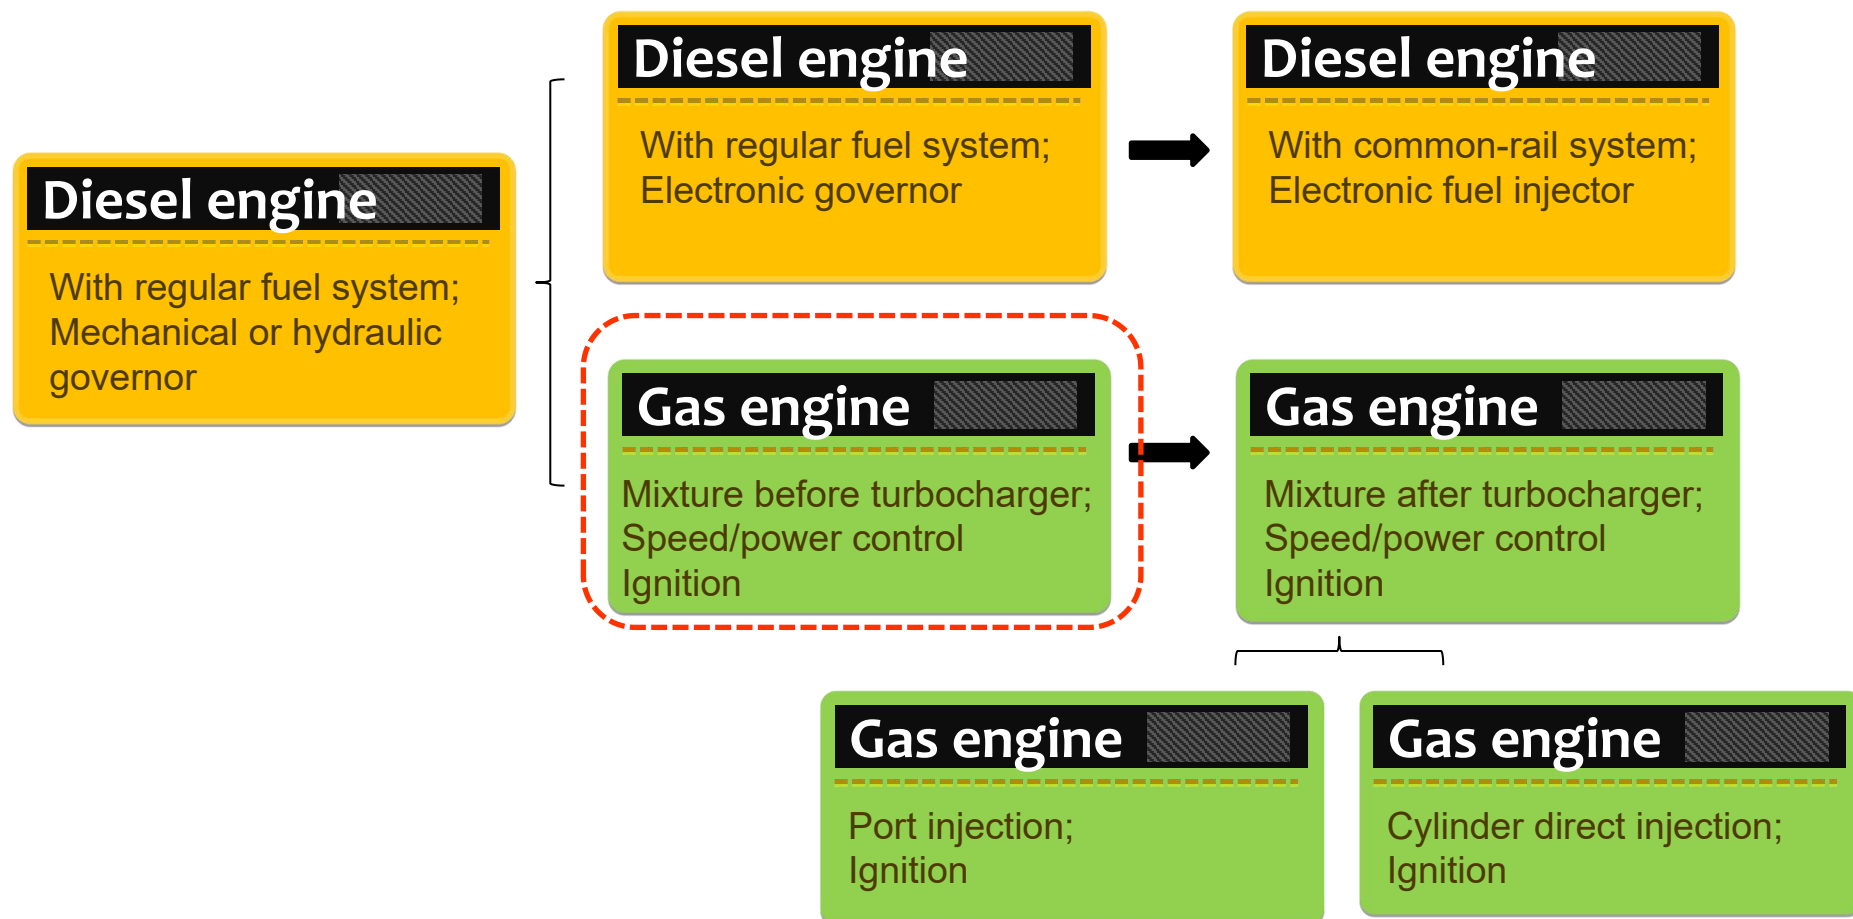 Diesel engine
With regular fuel system;
Mechanical or hydraulic
governor
Diesel engine
With regular fuel system;
Electronic governor
Diesel engine
With common-rail system;
Electronic fuel injector
Gas engine
Mixture before turbocharger;
Speed/power control
Ignition
Gas engine
Mixture after turbocharger;
Speed/power control
Ignition
Gas engine
Port injection;
Ignition
Gas engine
Cylinder direct injection;
Ignition